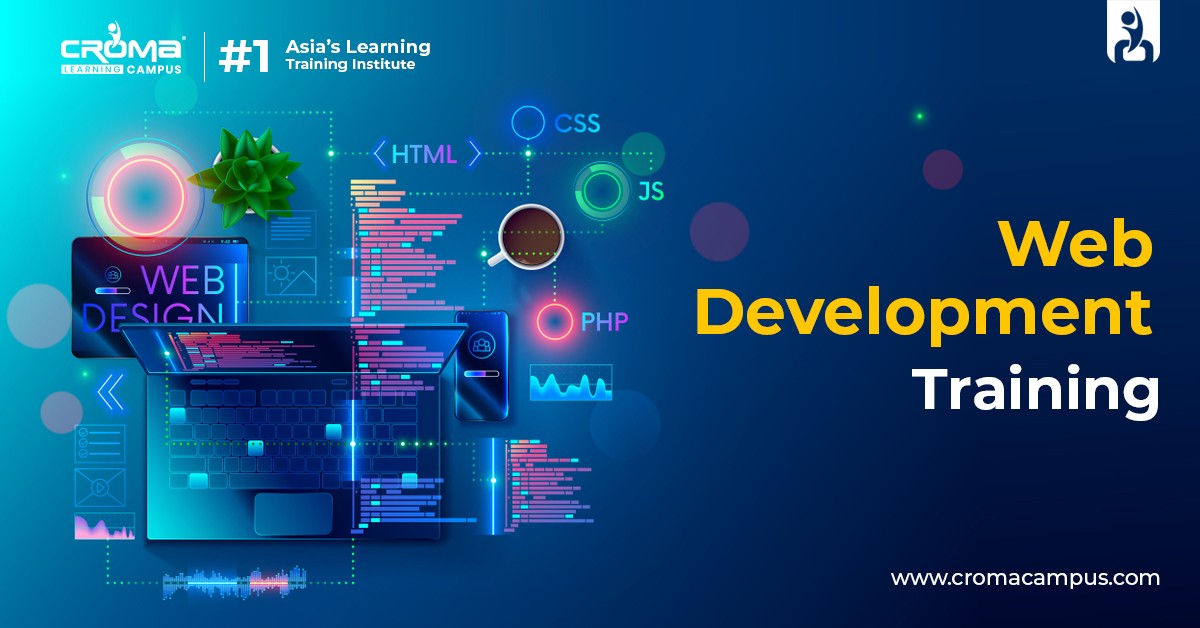 CROMA®
LEARNING CAMPUS
#1
Asia's Learning
Training Institute
CSS
HTML
JS
WEB
DESIGN
PHP
Web
Development
Training
www.cromacampus.com